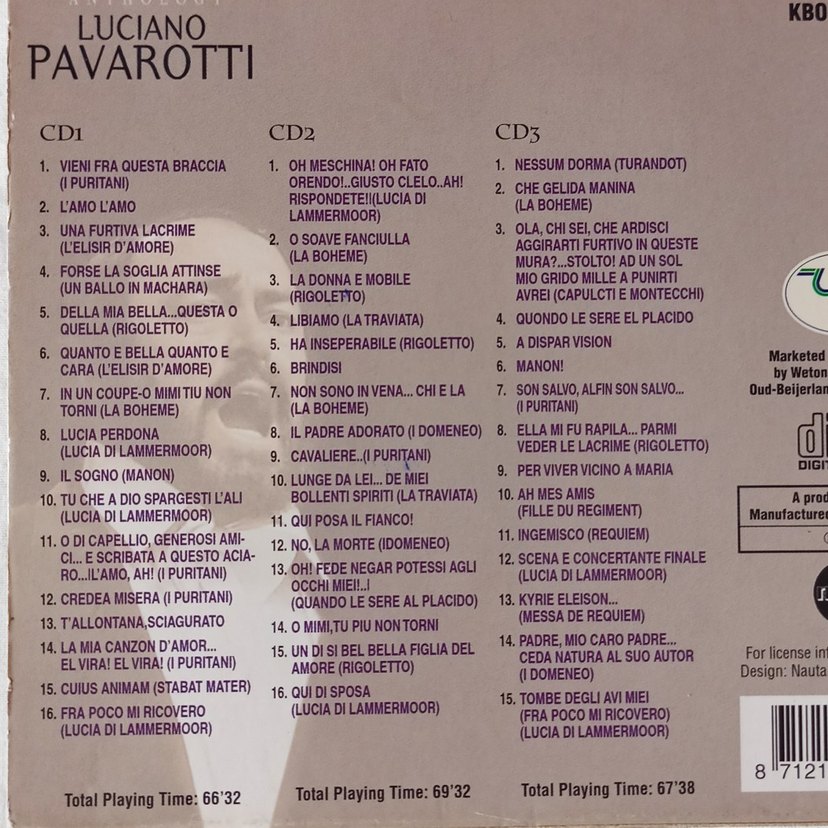 ANTHOLOGY
LUCIANO
PAVAROTTI
CD1
1. VIENI FRA QUESTA BRACCIA
(I PURITANI)
2. L'AMO L'AMO
3. UNA FURTIVA LACRIME
(L'ELISIR D'AMORE)
4. FORSE LA SOGLIA ATTINSE
(UN BALLO IN MACHARA)
5. DELLA MIA BELLA...QUESTA O
QUELLA (RIGOLETTO)
6. QUANTO E BELLA QUANTO E
CARA (L'ELISIR D'AMORE)
7. IN UN COUPE-O MIMI TIU NON
TORNI (LA BOHEME)
8. LUCIA PERDONA
(LUCIA DI LAMMERMOOR)
9. IL SOGNO (MANON)
10. TU CHE A DIO SPARGESTI L'ALI
(LUCIA DI LAMMERMOOR)
11. O DI CAPELLIO, GENEROSI AMI-
CI... E SCRIBATA A QUESTO ACIA-
RO...IL'AMO, AH! (I PURITANI)
12. CREDEA MISERA (I PURITANI)
13. T'ALLONTANA,SCIAGURATO
14. LA MIA CANZON D'AMOR...
EL VIRA! EL VIRA! (I PURITANI)
15. CUIUS ANIMAM (STABAT MATER)
16. FRA POCO MI RICOVERO
(LUCIA DI LAMMERMOOR)
Total Playing Time: 66'32
CD2
1. OH MESCHINA! OH FATO
ORENDO!..GIUSTO CLELO..AH!
RISPONDETE!I(LUCIA DI
LAMMERMOOR)
2. O SOAVE FANCIULLA
(LA BOHEME)
3. LA DONNA E MOBILE
(RIGOLETTO)
4. LIBIAMO (LA TRAVIATA)
5. HA INSEPERABILE (RIGOLETTO)
6. BRINDISI
7. NON SONO IN VENA... CHI E LA
(LA BOHEME)
8. IL PADRE ADORATO (I DOMENEO)
9. CAVALIERE..(I PURITANI)
10. LUNGE DA LEI... DE MIEI
BOLLENTI SPIRITI (LA TRAVIATA)
11. QUI POSA IL FIANCO!
12. NO, LA MORTE (IDOMENEO)
13. OH! FEDE NEGAR POTESSI AGLI
OCCHI MIEI!..I
(QUANDO LE SERE AL PLACIDO)
14. O MIMI,TU PIU NON TORNI
15. UN DI SI BEL BELLA FIGLIA DEL
AMORE (RIGOLETTO)
16. QUI DI SPOSA
(LUCIA DI LAMMERMOOR)
Total Playing Time: 69'32
CD3
1. NESSUM DORMA (TURANDOT)
2. CHE GELIDA MANINA
(LA BOHEME)
3. OLA, CHI SEI, CHE ARDISCI
AGGIRARTI FURTIVO IN QUESTE
MURA?...STOLTO! AD UN SOL
MIO GRIDO MILLE A PUNIRTI
AVREI (CAPULCTI E MONTECCHI)
4. QUONDO LE SERE EL PLACIDO
5. A DISPAR VISION
6. MANON!
7. SON SALVO, ALFIN SON SALVO...
(I PURITANI)
8. ELLA MI FU RAPILA... PARMI
VEDER LE LACRIME (RIGOLETTO)
9. PER VIVER VICINO A MARIA
10. AH MES AMIS
(FILLE DU REGIMENT)
11. INGEMISCO (REQUIEM)
12. SCENA E CONCERTANTE FINALE
(LUCIA DI LAMMERMOOR)
13. KYRIE ELEISON...
(MESSA DE REQUIEM)
14. PADRE, MIO CARO PADRE...
CEDA NATURA AL SUO AUTOR
(I DOMENEO)
15. TOMBE DEGLI AVI MIEI
(FRA POCO MI RICOVERO)
(LUCIA DI LAMMERMOOR)
Total Playing Time: 67'38
KBO
Marketed
by Weton
Oud-Beijerlan
DIGIT
A prod
Manufactured
For license inf
Design: Nauta
8 7121